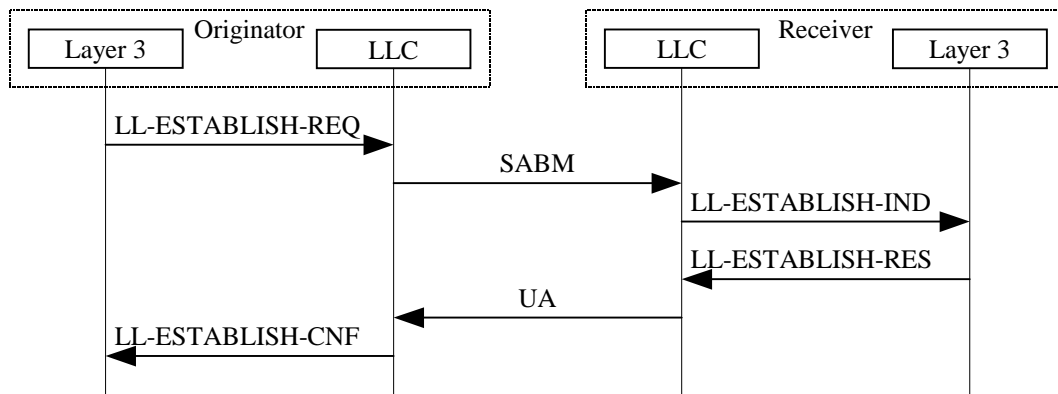 Originator
Receiver
Layer 3
LLC
LLC
Layer 3
LL-ESTABLISH-REQ
SABM
LL-ESTABLISH-IND
LL-ESTABLISH-RES
UA
LL-ESTABLISH-CNF